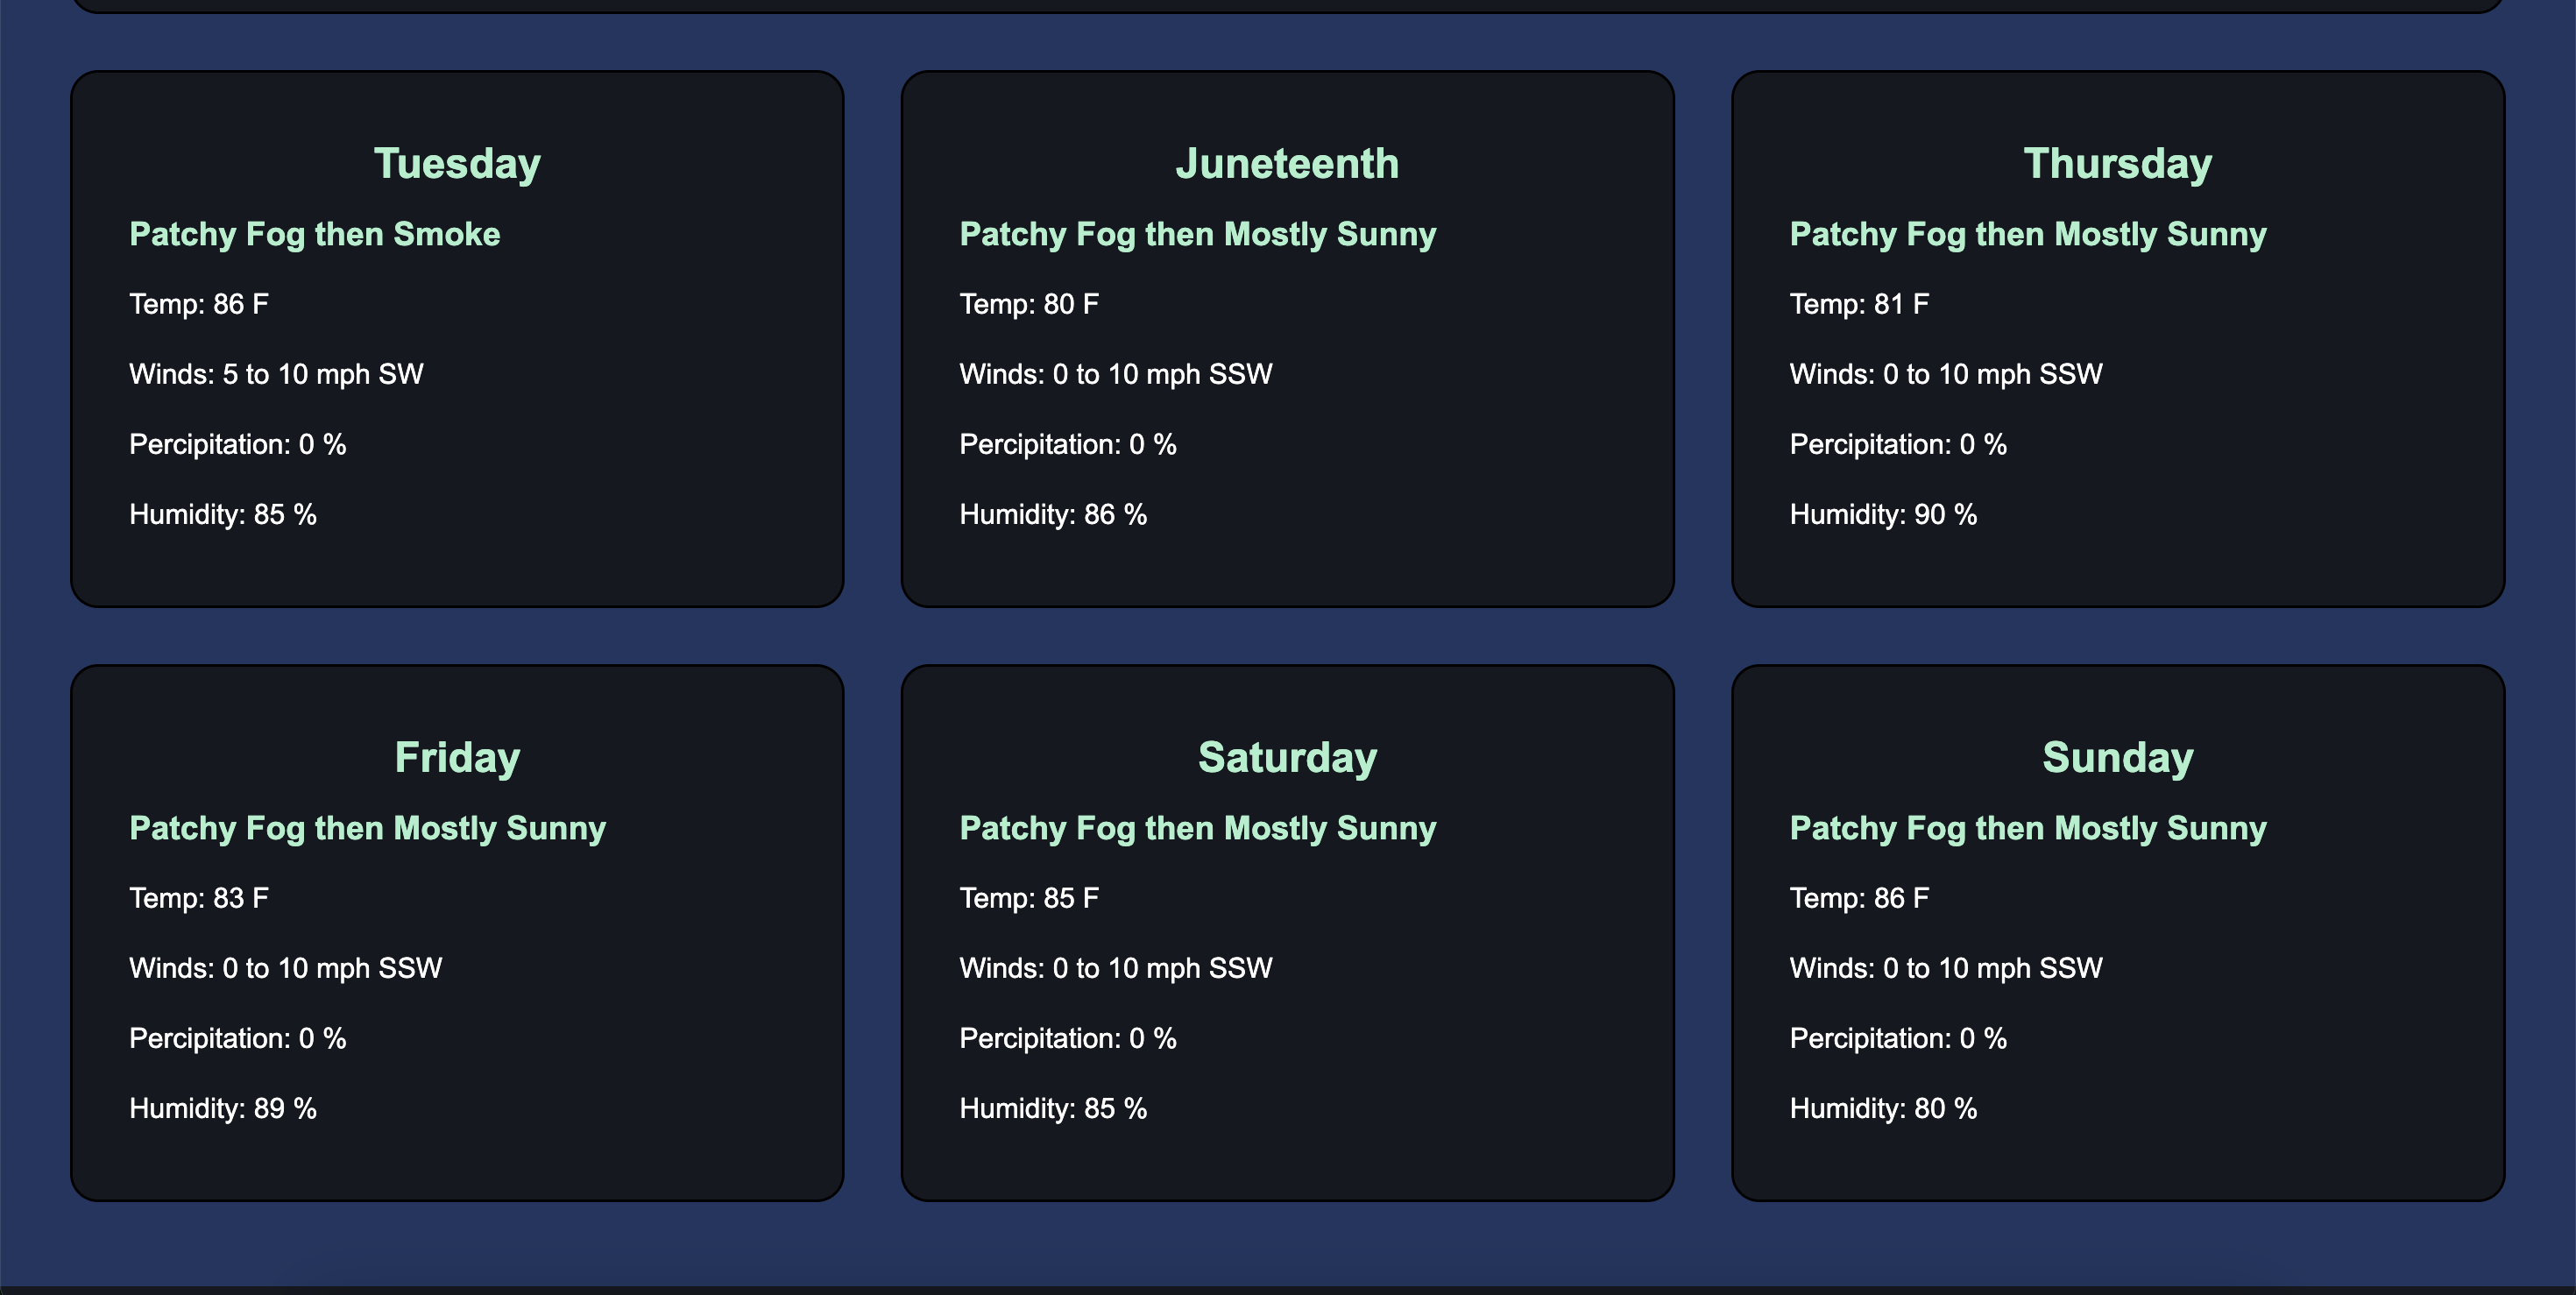 Tuesday
Patchy Fog then Smoke
Temp: 86 F
Winds: 5 to 10 mph SW
Percipitation: 0 %
Humidity: 85 %
Juneteenth
Patchy Fog then Mostly Sunny
Temp: 80 F
Winds: 0 to 10 mph SSW
Percipitation: 0 %
Humidity: 86 %
Thursday
Patchy Fog then Mostly Sunny
Temp: 81 F
Winds: 0 to 10 mph SSW
Percipitation: 0 %
Humidity: 90 %
Friday
Patchy Fog then Mostly Sunny
Temp: 83 F
Winds: 0 to 10 mph SSW
Percipitation: 0 %
Humidity: 89 %
Saturday
Patchy Fog then Mostly Sunny
Temp: 85 F
Winds: 0 to 10 mph SSW
Percipitation: 0 %
Humidity: 85 %
Sunday
Patchy Fog then Mostly Sunny
Temp: 86 F
Winds: 0 to 10 mph SSW
Percipitation: 0 %
Humidity: 80 %